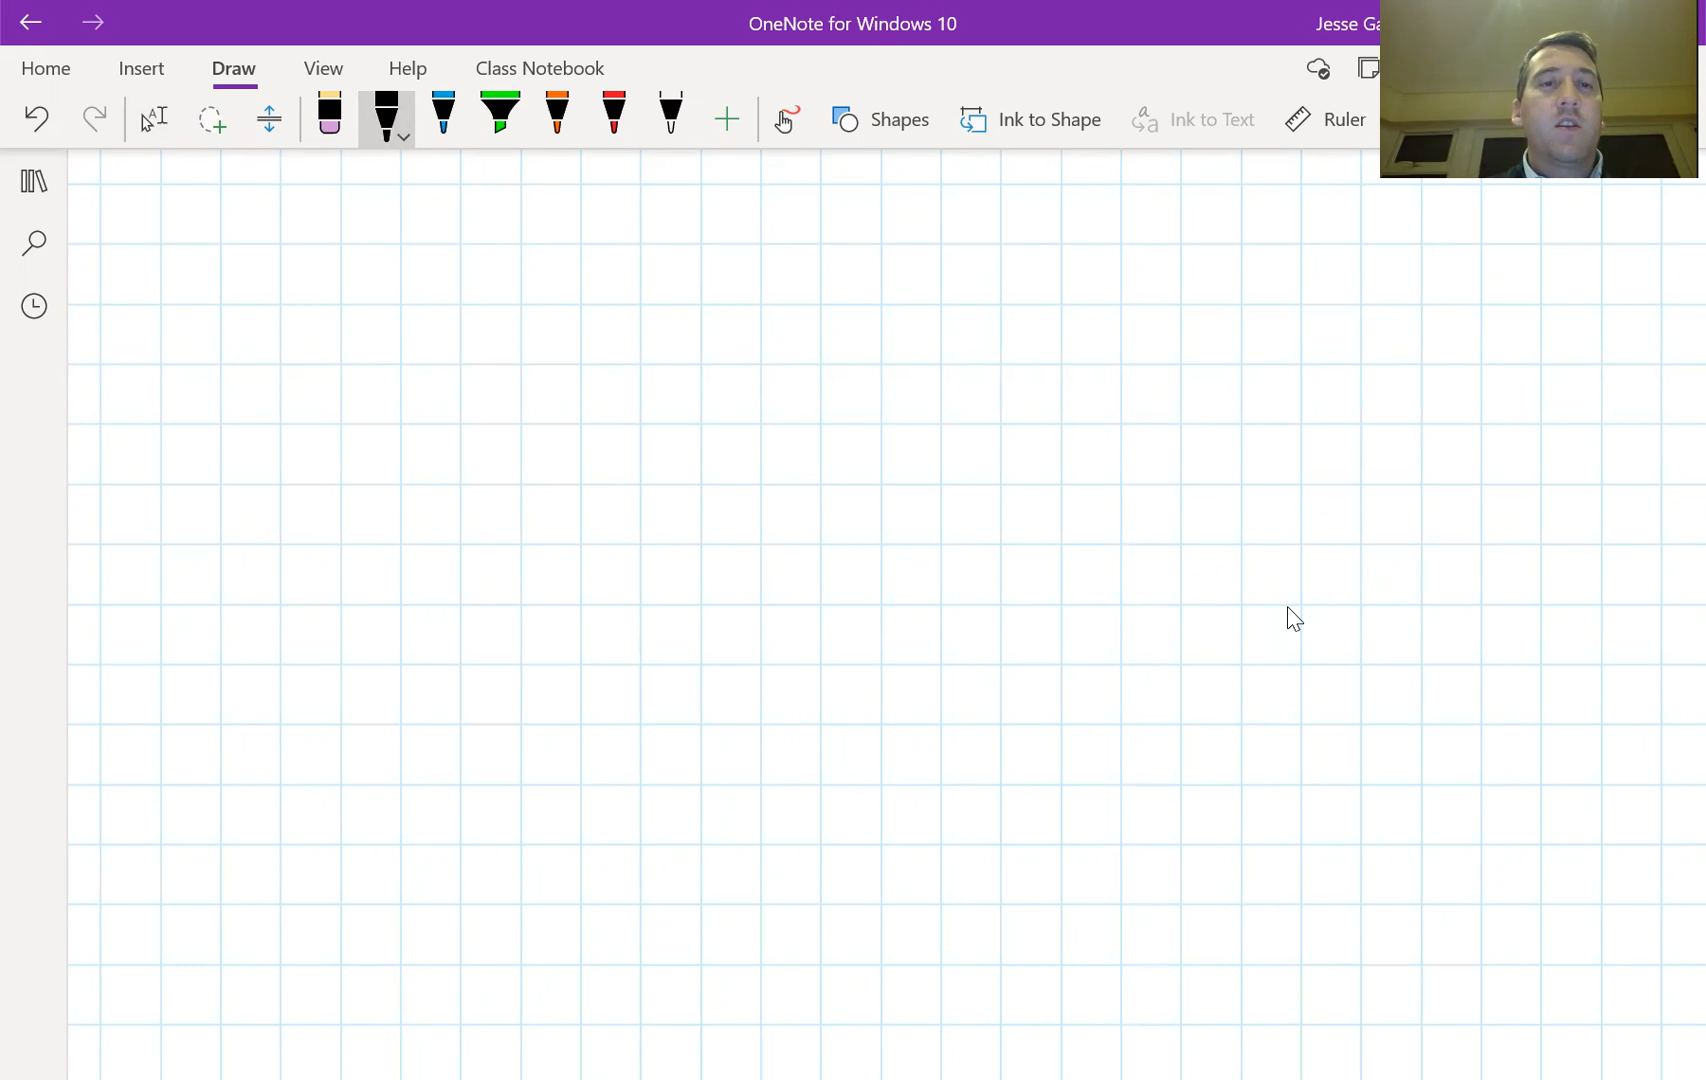 OneNote for Windows 10
Jesse Ga
Home Insert Draw View Help Class Notebook
Shapes Ink to Shape Ink to Text Ruler